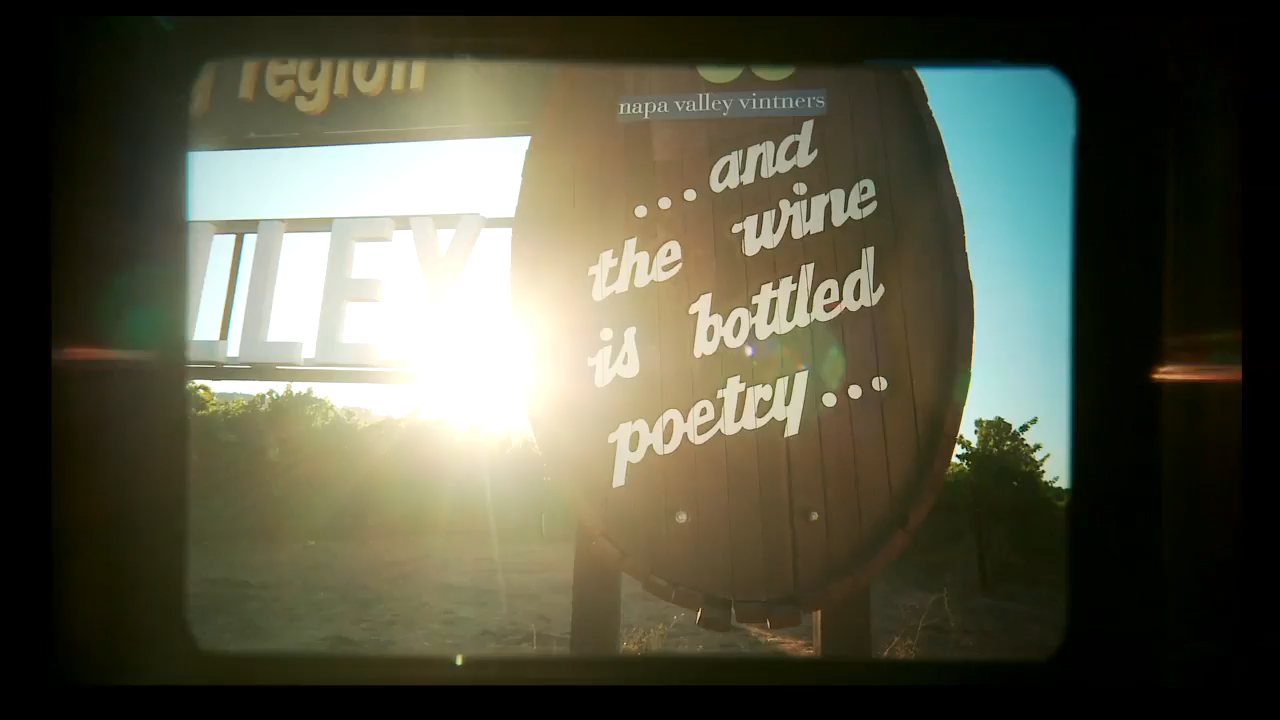 region
LLEY
napa valley vintners
...and
the wine
is bottled
poetry...